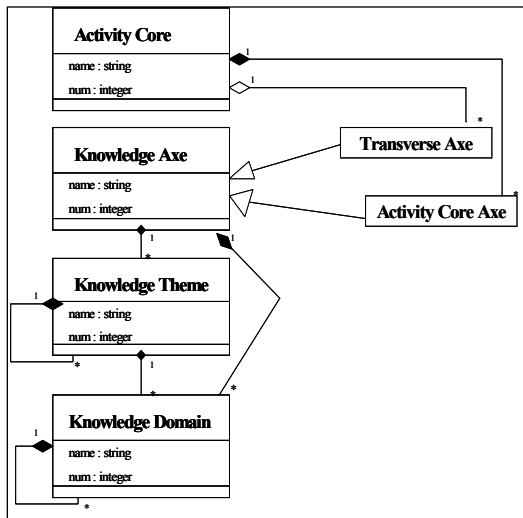 Activity Core
1
name : string
1
num : integer
*
Transverse Axe
Knowledge Axe
name : string
*
num : integer
Activity Core Axe
1
1
*
Knowledge Theme
1
name : string
num : integer
*
1
*
*
Knowledge Domain
1
name : string
num : integer
*